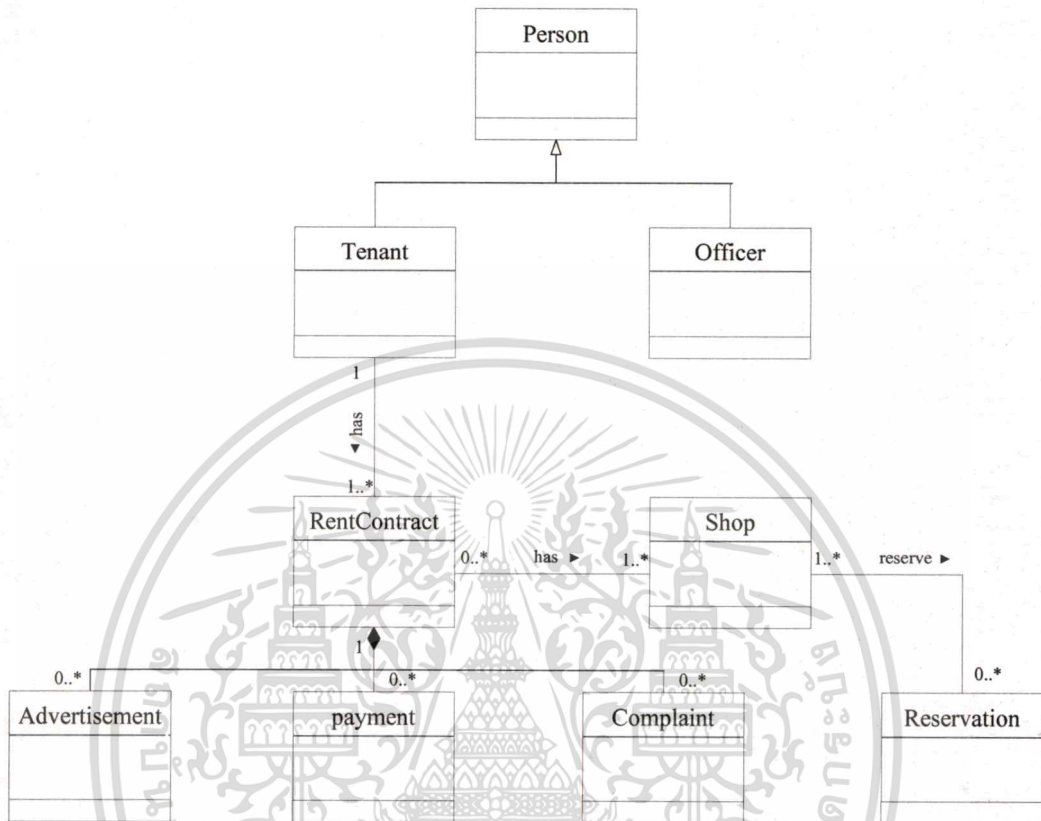 Person
Tenant
Officer
1
has ▶
1..*
RentContract
0..*
has ▶
1..*
Shop
1..*
reserve ▶
0..*
1
0..*
0..*
0..*
Advertisement
payment
Complaint
Reservation